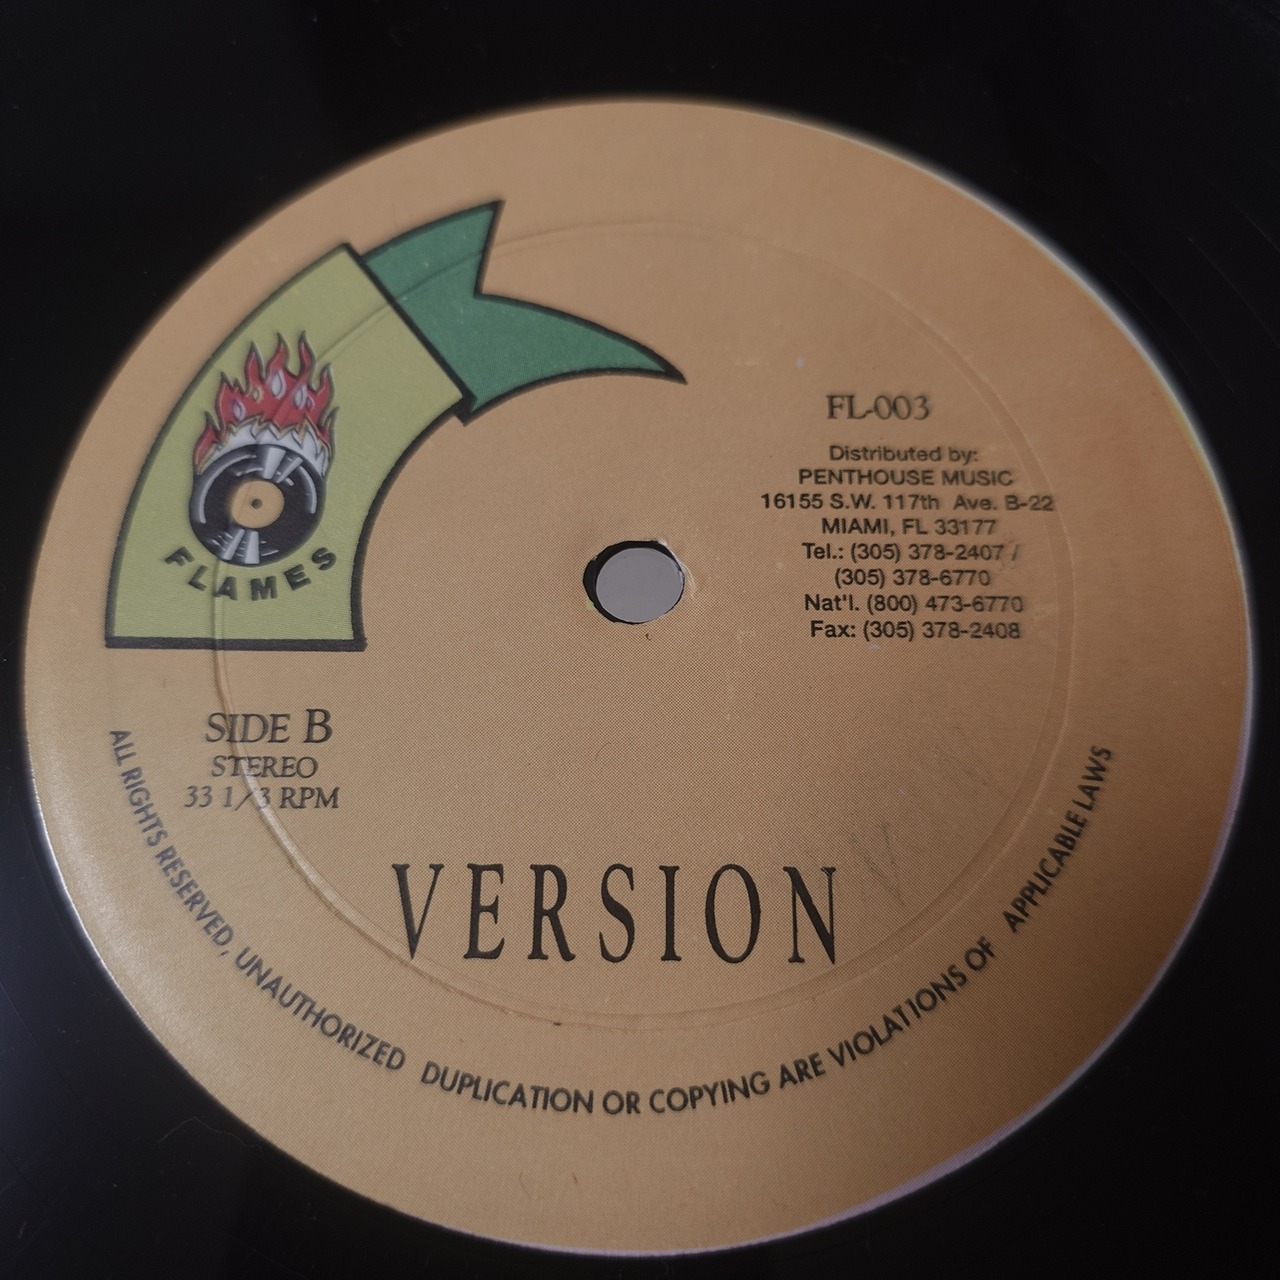 FLAMES
FL-003
Distributed by:
PENTHOUSE MUSIC
16155 S.W. 117th Ave. B-22
MIAMI, FL 33177
Tel.: (305) 378-2407 /
(305) 378-6770
Nat'l. (800) 473-6770
Fax: (305) 378-2408
SIDE B
STEREO
33 1/3 RPM
VERSION
ALL RIGHTS RESERVED, UNAUTHORIZED DUPLICATION OR COPYING ARE VIOLATIONS OF APPLICABLE LAWS